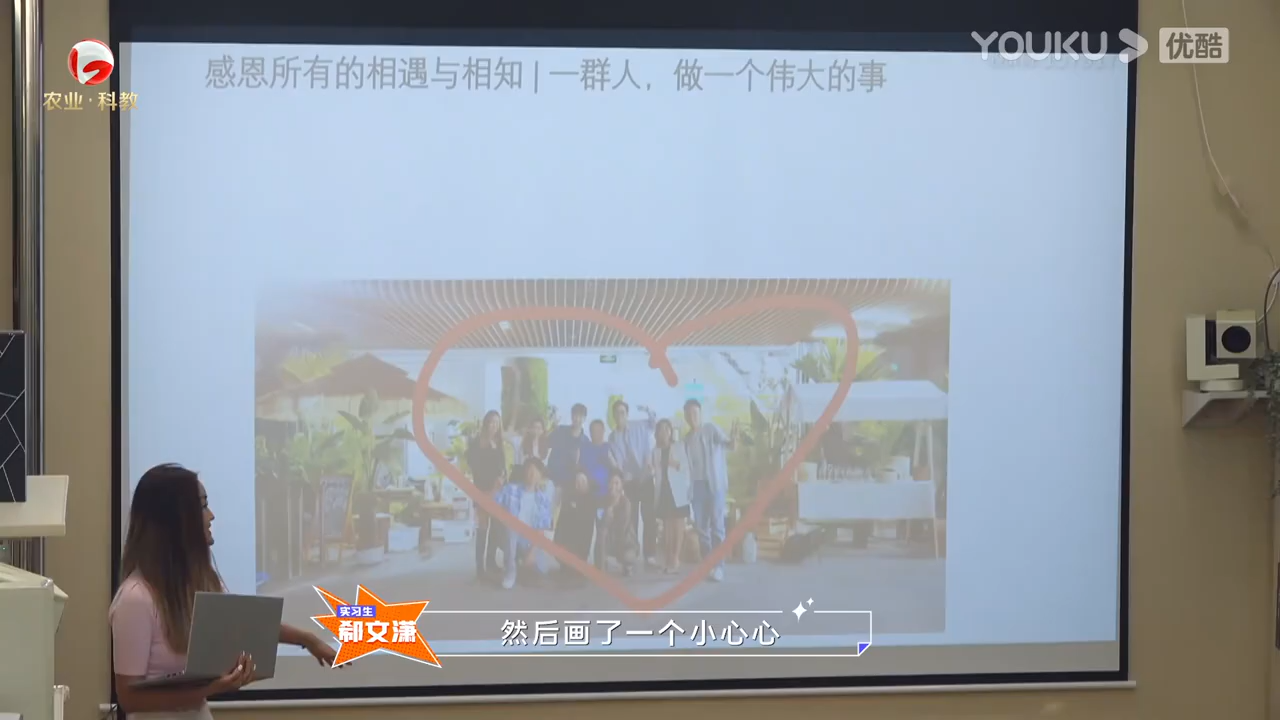 YOUKU 优酷
农业·科教
感恩所有的相遇与相知 | 一群人，做一个伟大的事
实习生
郗文潇
然后画了一个小心心